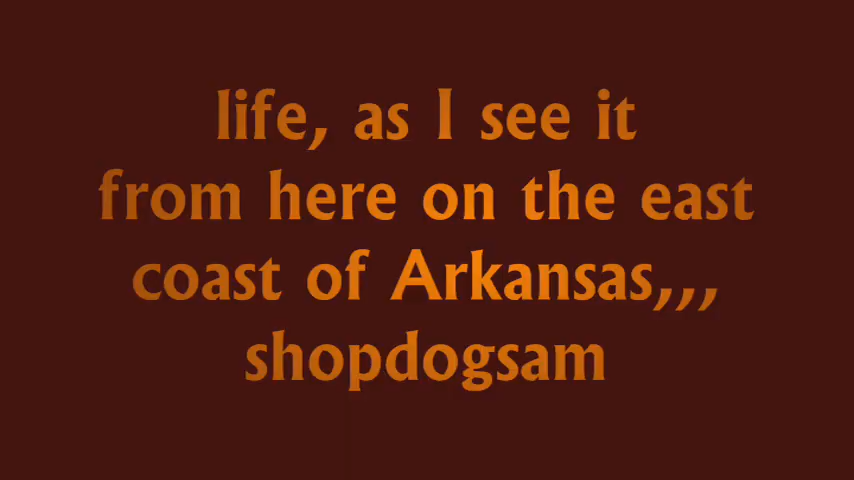 life, as I see it
from here on the east
coast of Arkansas,,,
shopdogsam